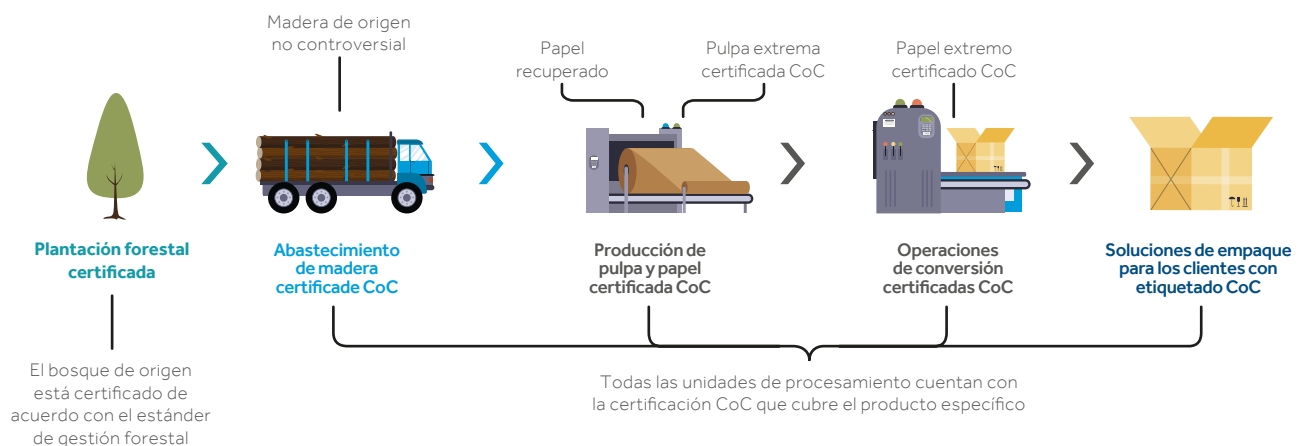 Madera de origen
no controversial
Papel
recuperado
Pulpa extrema
certificada CoC
Papel extremo
certificado CoC
Plantación forestal
certificada
Abastecimiento
de madera
certificade CoC
Producción de
pulpa y papel
certificada CoC
Operaciones
de conversión
certificadas CoC
Soluciones de empaque
para los clientes con
etiquetado CoC
El bosque de origen
está certificado de
acuerdo con el estánder
de gestión forestal
Todas las unidades de procesamiento cuentan con
la certificación CoC que cubre el producto específico